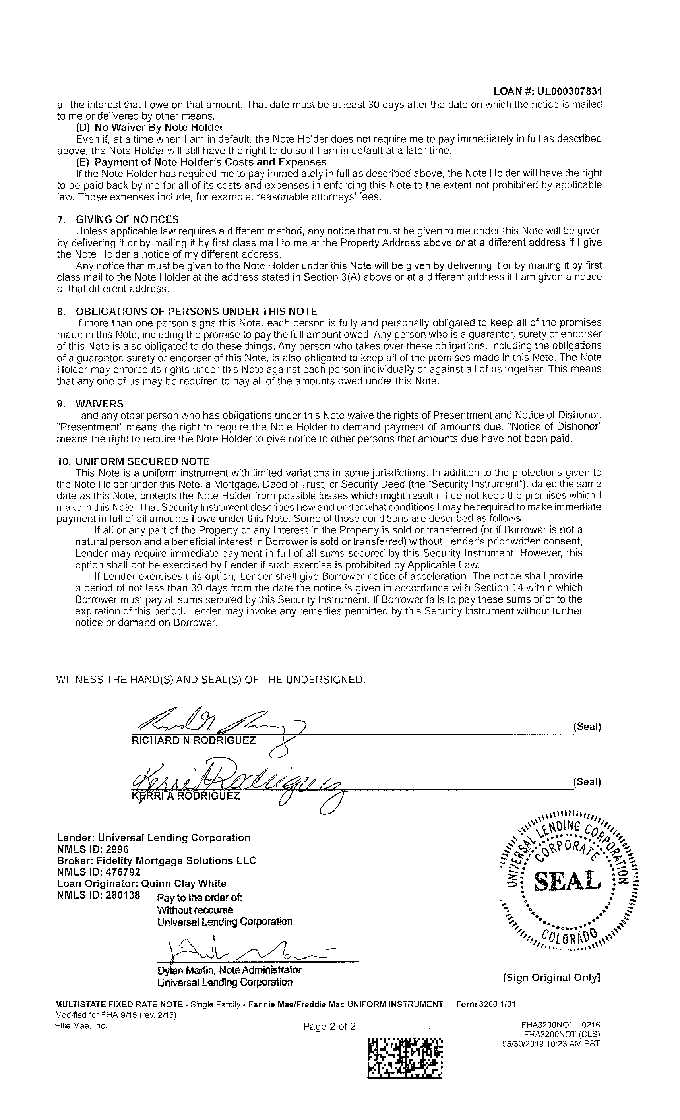 LOAN #: UL000307831
all the interest that I owe on that amount. That date must be at least 30 days after the date on which the notice is mailed
to me or delivered by other means.
(D) No Waiver By Note Holder
Even if, at a time when I am in default, the Note Holder does not require me to pay immediately in full as described
above, the Note Holder will still have the right to do so if I am in default at a later time.
(E) Payment of Note Holder's Costs and Expenses
If the Note Holder has required me to pay immediately in full as described above, the Note Holder will have the right
to be paid back by me for all of its costs and expenses in enforcing this Note to the extent not prohibited by applicable
law. Those expenses include, for example, reasonable attorneys' fees.
7. GIVING OF NOTICES
Unless applicable law requires a different method, any notice that must be given to me under this Note will be given
by delivering it or by mailing it by first class mail to me at the Property Address above or at a different address if I give
the Note Holder a notice of my different address.
Any notice that must be given to the Note Holder under this Note will be given by delivering it or by mailing it by first
class mail to the Note Holder at the address stated in Section 3(A) above or at a different address if I am given a notice
of that different address.
8. OBLIGATIONS OF PERSONS UNDER THIS NOTE
If more than one person signs this Note, each person is fully and personally obligated to keep all of the promises
made in this Note, including the promise to pay the full amount owed. Any person who is a guarantor, surety or endorser
of this Note is also obligated to do these things. Any person who takes over these obligations, including the obligations
of a guarantor, surety or endorser of this Note, is also obligated to keep all of the promises made in this Note. The Note
Holder may enforce its rights under this Note against each person individually or against all of us together. This means
that any one of us may be required to pay all of the amounts owed under this Note.
9. WAIVERS
I and any other person who has obligations under this Note waive the rights of Presentment and Notice of Dishonor.
"Presentment" means the right to require the Note Holder to demand payment of amounts due. "Notice of Dishonor"
means the right to require the Note Holder to give notice to other persons that amounts due have not been paid.
10. UNIFORM SECURED NOTE
This Note is a uniform instrument with limited variations in some jurisdictions. In addition to the protections given to
the Note Holder under this Note, a Mortgage, Deed of Trust, or Security Deed (the "Security Instrument"), dated the same
date as this Note, protects the Note Holder from possible losses which might result if I do not keep the promises which I
make in this Note. That Security Instrument describes how and under what conditions I may be required to make immediate
payment in full of all amounts I owe under this Note. Some of those conditions are described as follows:
If all or any part of the Property or any Interest in the Property is sold or transferred (or if Borrower is not a
natural person and a beneficial interest in Borrower is sold or transferred) without Lender's prior written consent,
Lender may require immediate payment in full of all sums secured by this Security Instrument. However, this
option shall not be exercised by Lender if such exercise is prohibited by Applicable Law.
If Lender exercises this option, Lender shall give Borrower notice of acceleration. The notice shall provide
a period of not less than 30 days from the date the notice is given in accordance with Section 14 within which
Borrower must pay all sums secured by this Security Instrument. If Borrower fails to pay these sums prior to the
expiration of this period, Lender may invoke any remedies permitted by this Security Instrument without further
notice or demand on Borrower.
WITNESS THE HAND(S) AND SEAL(S) OF THE UNDERSIGNED.
(Seal)
RICHARD N RODRIGUEZ
Kerri A Rodriguez (Seal)
KERRI A RODRIGUEZ
Lender: Universal Lending Corporation
NMLS ID: 2996
Broker: Fidelity Mortgage Solutions LLC
NMLS ID: 476792
Loan Originator: Quinn Clay White
NMLS ID: 280138
Pay to the order of:
Without recourse
Universal Lending Corporation
Dylan Martin, Note Administrator
Universal Lending Corporation
UNIVERSAL LENDING CORPORATION
CORPORATE
SEAL
COLORADO
[Sign Original Only]
MULTISTATE FIXED RATE NOTE - Single Family - Fannie Mae/Freddie Mac UNIFORM INSTRUMENT Form 3200 1/01
Modified for FHA 9/15 (rev. 2/16)
Ellie Mae, Inc.
Page 2 of 2
FHA3200NOT 0216
FHA3200NOT (CLS)
10:23 AM PST